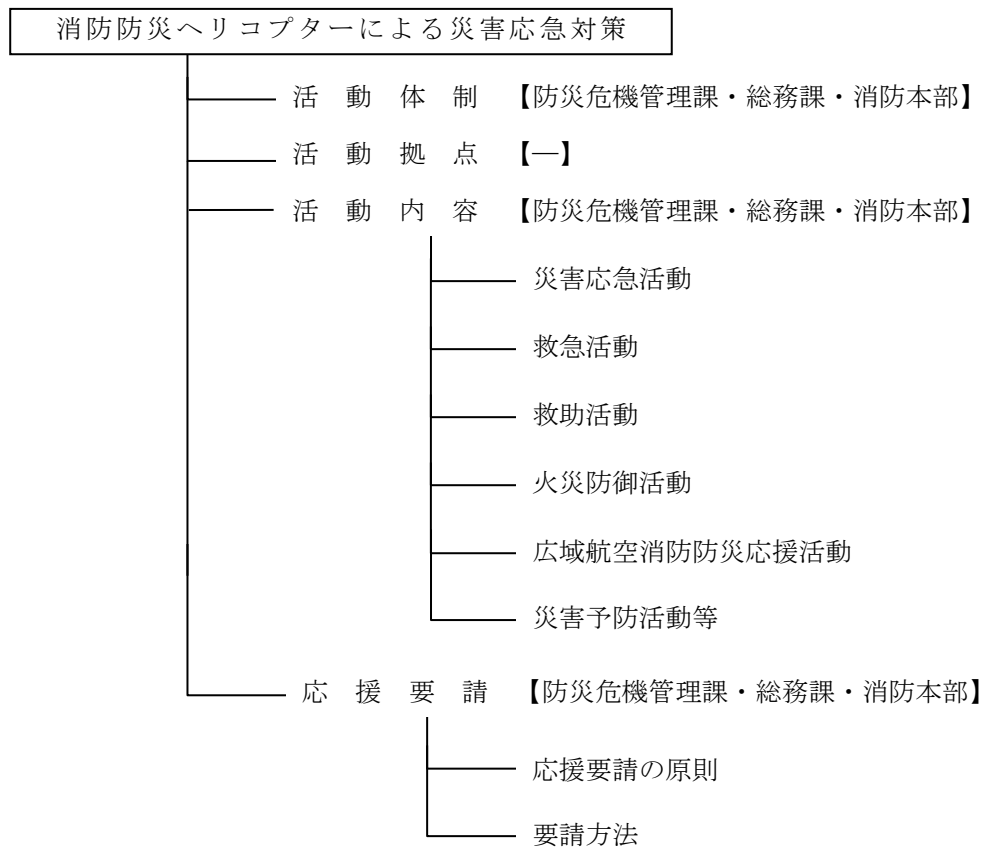 消防防災ヘリコプターによる災害応急対策
活動体制 【防災危機管理課・総務課・消防本部】
活動拠点 【―】
活動内容 【防災危機管理課・総務課・消防本部】
災害応急活動
救急活動
救助活動
火災防御活動
広域航空消防防災応援活動
災害予防活動等
応援要請 【防災危機管理課・総務課・消防本部】
応援要請の原則
要請方法